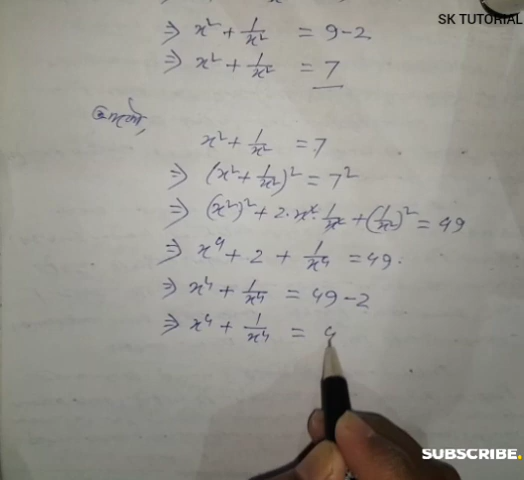 SK TUTORIAL
⇒ x² + 1/x² = 9-2
⇒ x² + 1/x² = 7
x² + 1/x² = 7
⇒ (x² + 1/x²)² = 7²
⇒ (x²)² + 2·x²·1/x² + (1/x²)² = 49
⇒ x⁴ + 2 + 1/x⁴ = 49.
⇒ x⁴ + 1/x⁴ = 49-2
⇒ x⁴ + 1/x⁴ = 4
SUBSCRIBE.